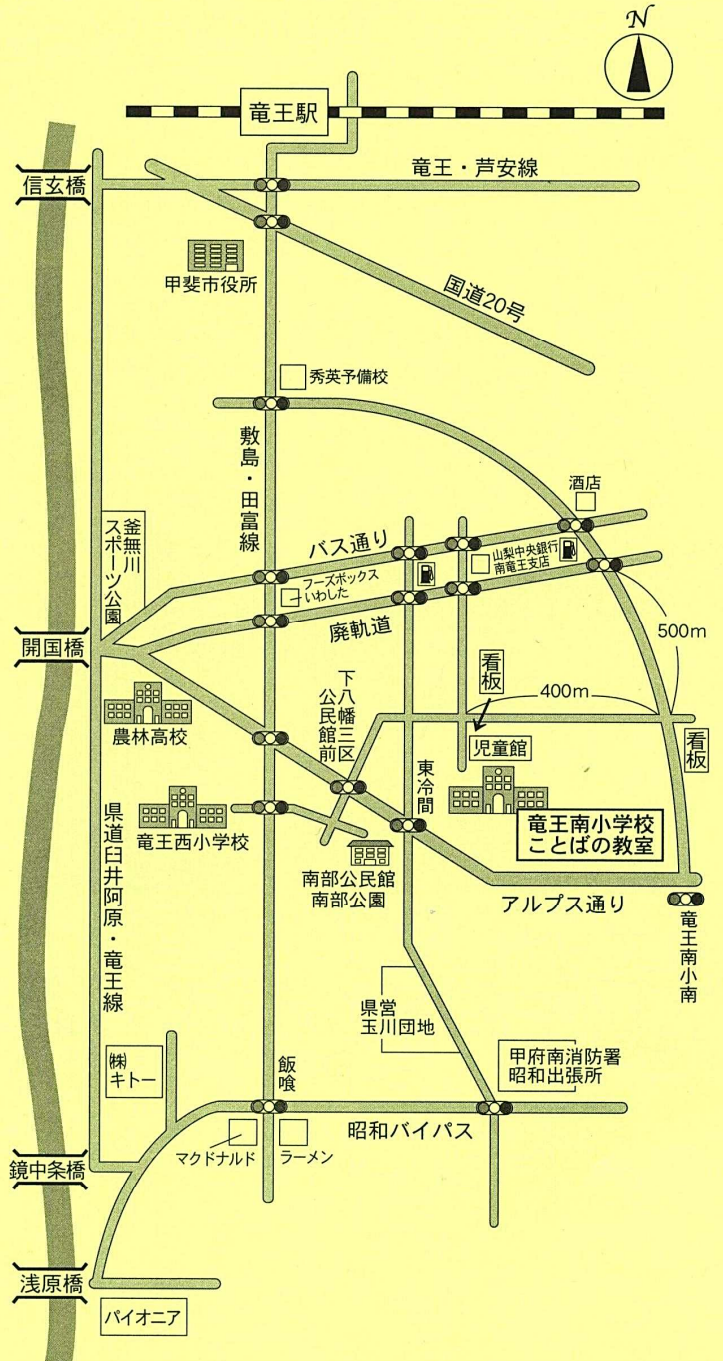 N
竜王駅
信玄橋
竜王・芦安線
甲斐市役所
国道20号
秀英予備校
敷島・田富線
酒店
釜無川
スポーツ公園
バス通り
山梨中央銀行
南竜王支店
フーズボックス
いわした
廃軌道
開国橋
500m
看板
400m
下八幡三区
公民館前
農林高校
児童館
看板
東冷間
竜王西小学校
竜王南小学校
ことばの教室
南部公民館
南部公園
アルプス通り
県道臼井阿原・竜王線
竜王南小南
県営
玉川団地
㈱
キトー
飯喰
甲府南消防署
昭和出張所
昭和バイパス
マクドナルド
ラーメン
鏡中条橋
浅原橋
パイオニア